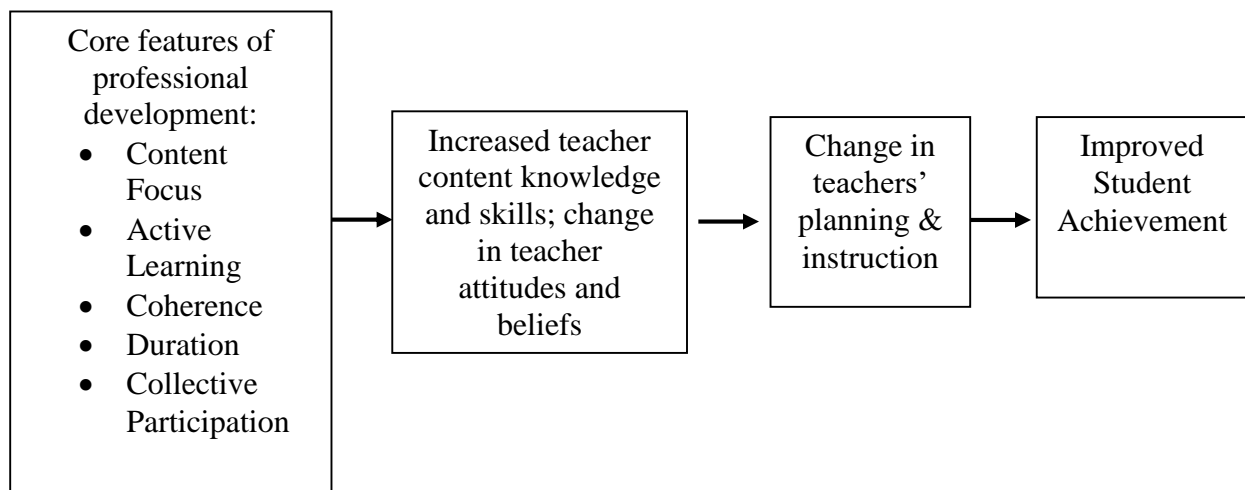 Core features of
professional
development:
• Content
Focus
• Active
Learning
• Coherence
• Duration
• Collective
Participation
Increased teacher
content knowledge
and skills; change
in teacher
attitudes and
beliefs
Change in
teachers’
planning &
instruction
Improved
Student
Achievement